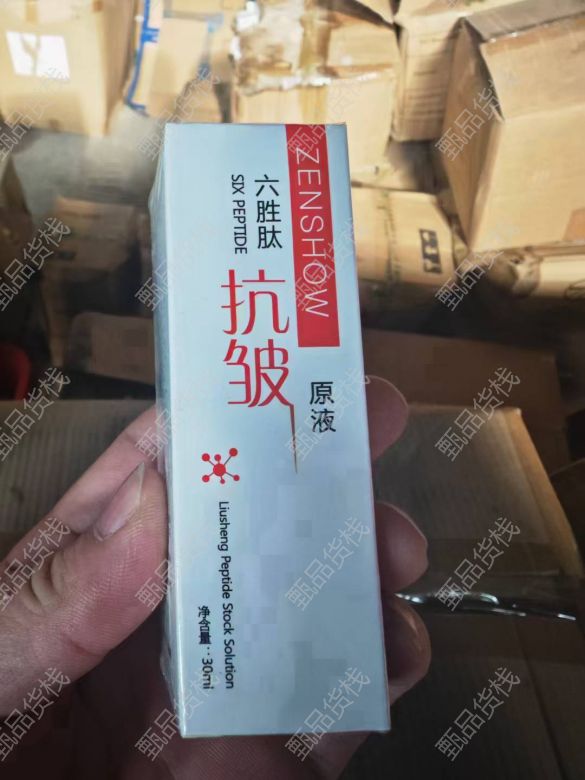 ZENSHOW
六胜肽
SIX PEPTIDE
抗皱
原液
Liusheng Peptide Stock Solution
净含量：30ml
甄品货栈